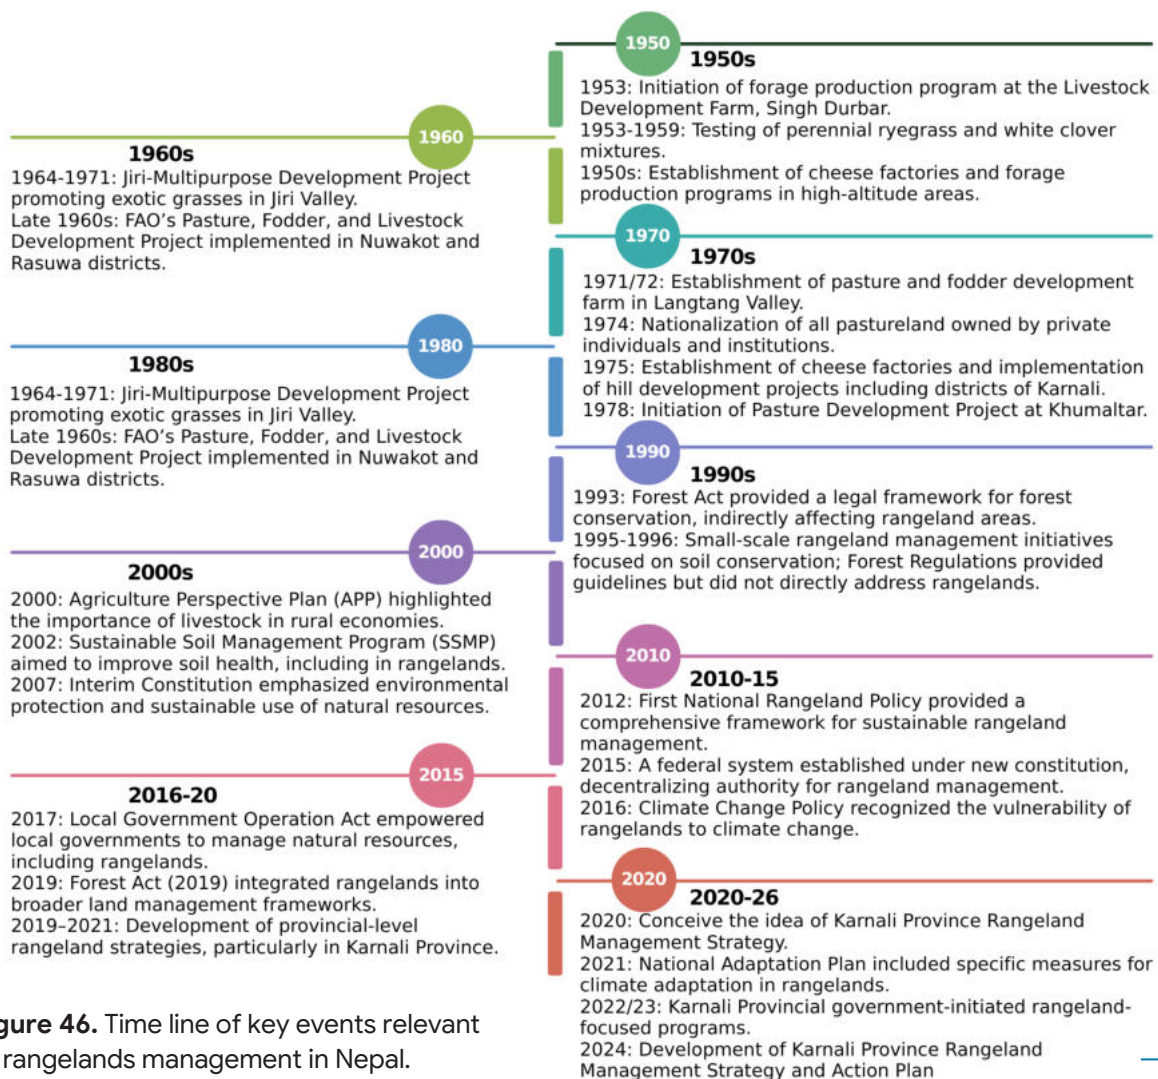 1950
1950s
1953: Initiation of forage production program at the Livestock
Development Farm, Singh Durbar.
1953-1959: Testing of perennial ryegrass and white clover
mixtures.
1950s: Establishment of cheese factories and forage
production programs in high-altitude areas.
1960
1960s
1964-1971: Jiri-Multipurpose Development Project
promoting exotic grasses in Jiri Valley.
Late 1960s: FAO’s Pasture, Fodder, and Livestock
Development Project implemented in Nuwakot and
Rasuwa districts.
1970
1970s
1971/72: Establishment of pasture and fodder development
farm in Langtang Valley.
1974: Nationalization of all pastureland owned by private
individuals and institutions.
1975: Establishment of cheese factories and implementation
of hill development projects including districts of Karnali.
1978: Initiation of Pasture Development Project at Khumaltar.
1980
1980s
1964-1971: Jiri-Multipurpose Development Project
promoting exotic grasses in Jiri Valley.
Late 1960s: FAO’s Pasture, Fodder, and Livestock
Development Project implemented in Nuwakot and
Rasuwa districts.
1990
1990s
1993: Forest Act provided a legal framework for forest
conservation, indirectly affecting rangeland areas.
1995-1996: Small-scale rangeland management initiatives
focused on soil conservation; Forest Regulations provided
guidelines but did not directly address rangelands.
2000
2000s
2000: Agriculture Perspective Plan (APP) highlighted
the importance of livestock in rural economies.
2002: Sustainable Soil Management Program (SSMP)
aimed to improve soil health, including in rangelands.
2007: Interim Constitution emphasized environmental
protection and sustainable use of natural resources.
2010
2010-15
2012: First National Rangeland Policy provided a
comprehensive framework for sustainable rangeland
management.
2015: A federal system established under new constitution,
decentralizing authority for rangeland management.
2016: Climate Change Policy recognized the vulnerability of
rangelands to climate change.
2015
2016-20
2017: Local Government Operation Act empowered
local governments to manage natural resources,
including rangelands.
2019: Forest Act (2019) integrated rangelands into
broader land management frameworks.
2019–2021: Development of provincial-level
rangeland strategies, particularly in Karnali Province.
2020
2020-26
2020: Conceive the idea of Karnali Province Rangeland
Management Strategy.
2021: National Adaptation Plan included specific measures for
climate adaptation in rangelands.
2022/23: Karnali Provincial government-initiated rangeland-
focused programs.
2024: Development of Karnali Province Rangeland
Management Strategy and Action Plan
gure 46. Time line of key events relevant
rangelands management in Nepal.